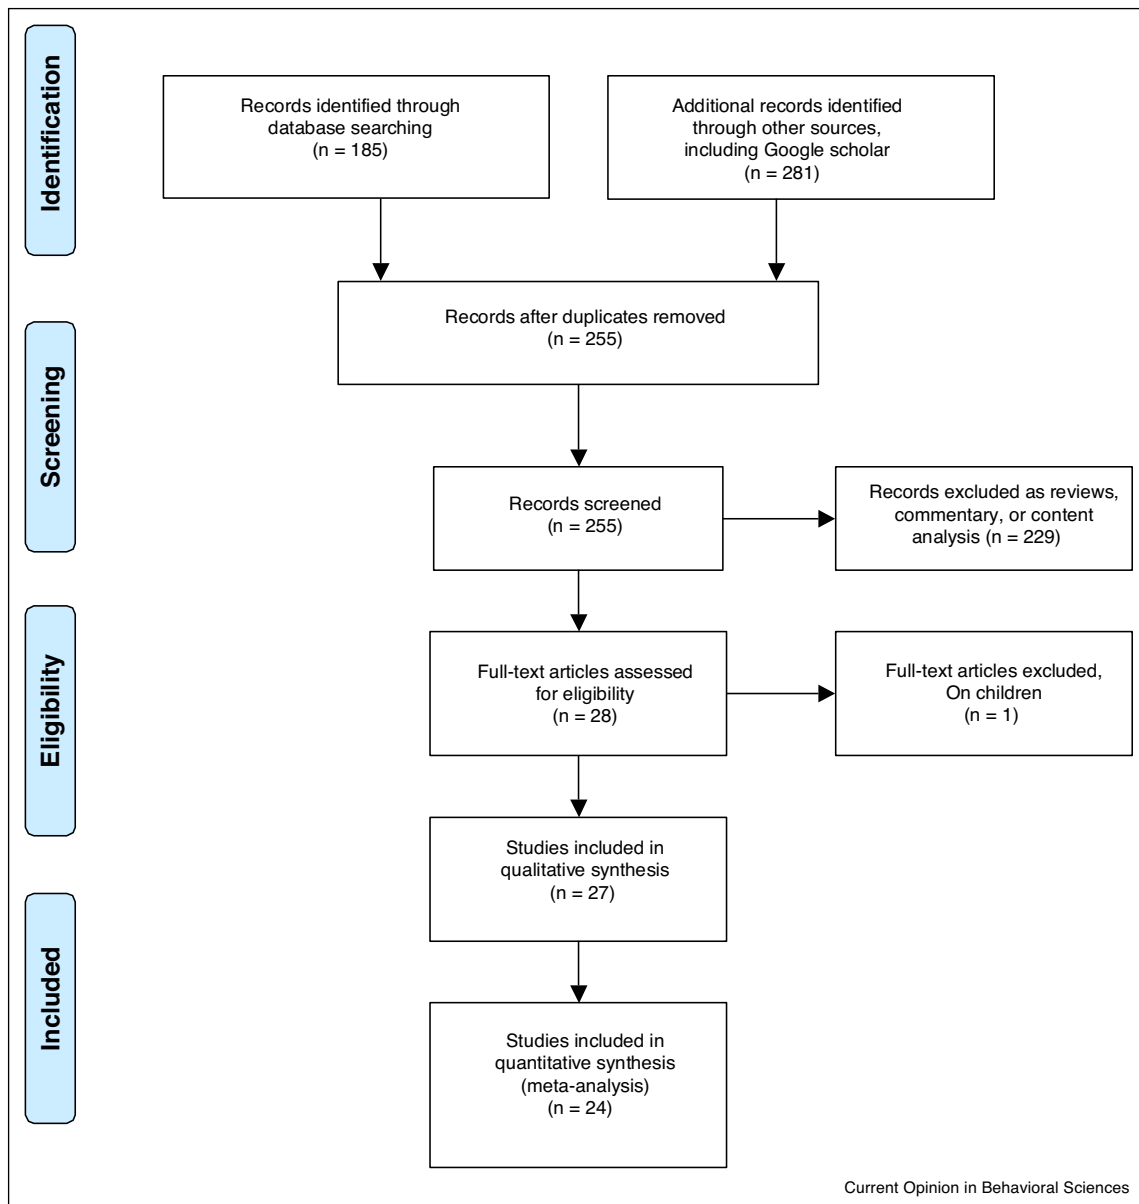 Identification
Records identified through
database searching
(n = 185)
Additional records identified
through other sources,
including Google scholar
(n = 281)
Records after duplicates removed
(n = 255)
Screening
Records screened
(n = 255)
Records excluded as reviews,
commentary, or content
analysis (n = 229)
Eligibility
Full-text articles assessed
for eligibility
(n = 28)
Full-text articles excluded,
On children
(n = 1)
Studies included in
qualitative synthesis
(n = 27)
Included
Studies included in
quantitative synthesis
(meta-analysis)
(n = 24)
Current Opinion in Behavioral Sciences